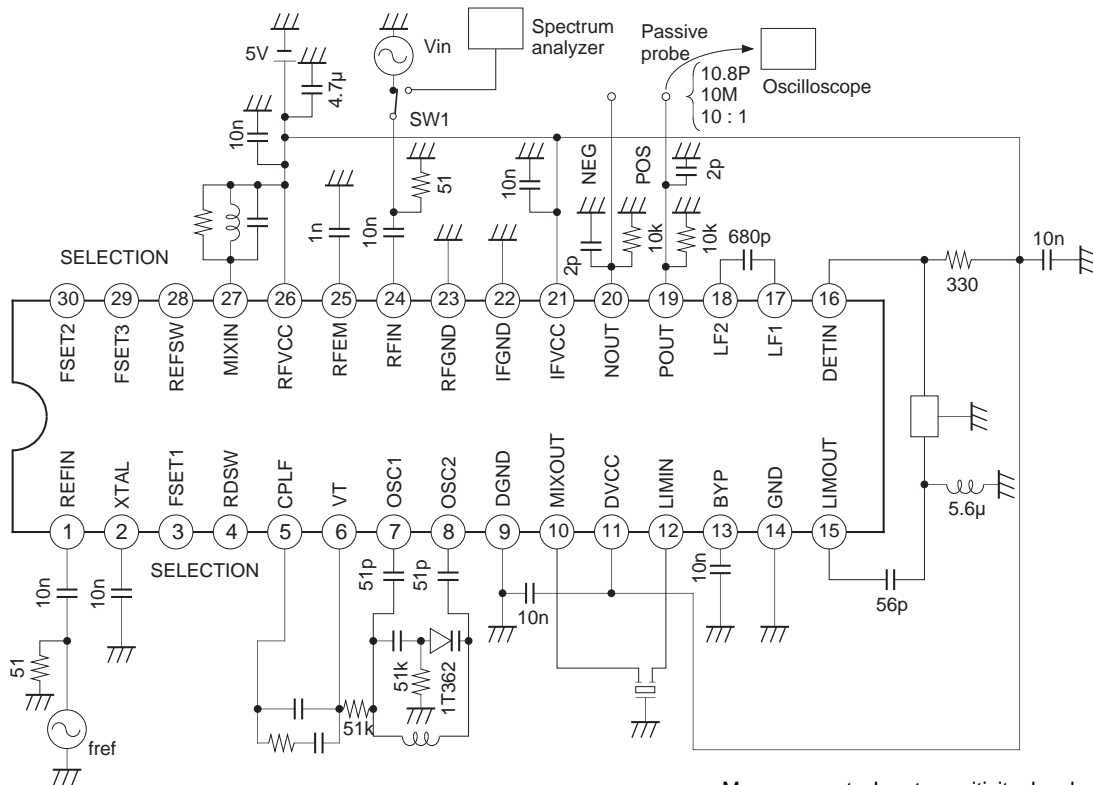 5V
4.7µ
10n
Vin
SW1
Spectrum
analyzer
Passive
probe
10.8P
10M
10 : 1
Oscilloscope
1n
10n
51
10n
NEG
POS
2p
2p
10k
10k
680p
330
10n
SELECTION
30
29
28
27
26
25
24
23
22
21
20
19
18
17
16
FSET2
FSET3
REFSW
MIXIN
RFVCC
RFEM
RFIN
RFGND
IFGND
IFVCC
NOUT
POUT
LF2
LF1
DETIN
REFIN
XTAL
FSET1
RDSW
CPLF
VT
OSC1
OSC2
DGND
MIXOUT
DVCC
LIMIN
BYP
GND
LIMOUT
1
2
3
4
5
6
7
8
9
10
11
12
13
14
15
SELECTION
5.6µ
10n
10n
51p
51p
10n
10n
56p
51
51k
1T362
51k
fref